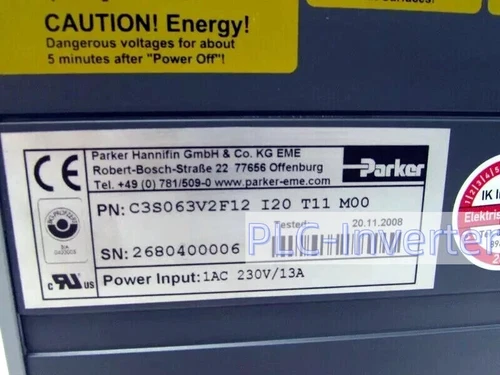 CAUTION! Energy!
Dangerous voltages for about
5 minutes after "Power Off"!
Parker Hannifin GmbH & Co. KG EME
Robert-Bosch-Straße 22 77656 Offenburg
Tel. +49 (0) 781/509-0 www.parker-eme.com
Parker
PN: C3S063V2F12 I20 T11 M00
Tested 20.11.2008
SN: 2680400006
Power Input: 1AC 230V/13A
PLC-Inverter
IK I
Elektris